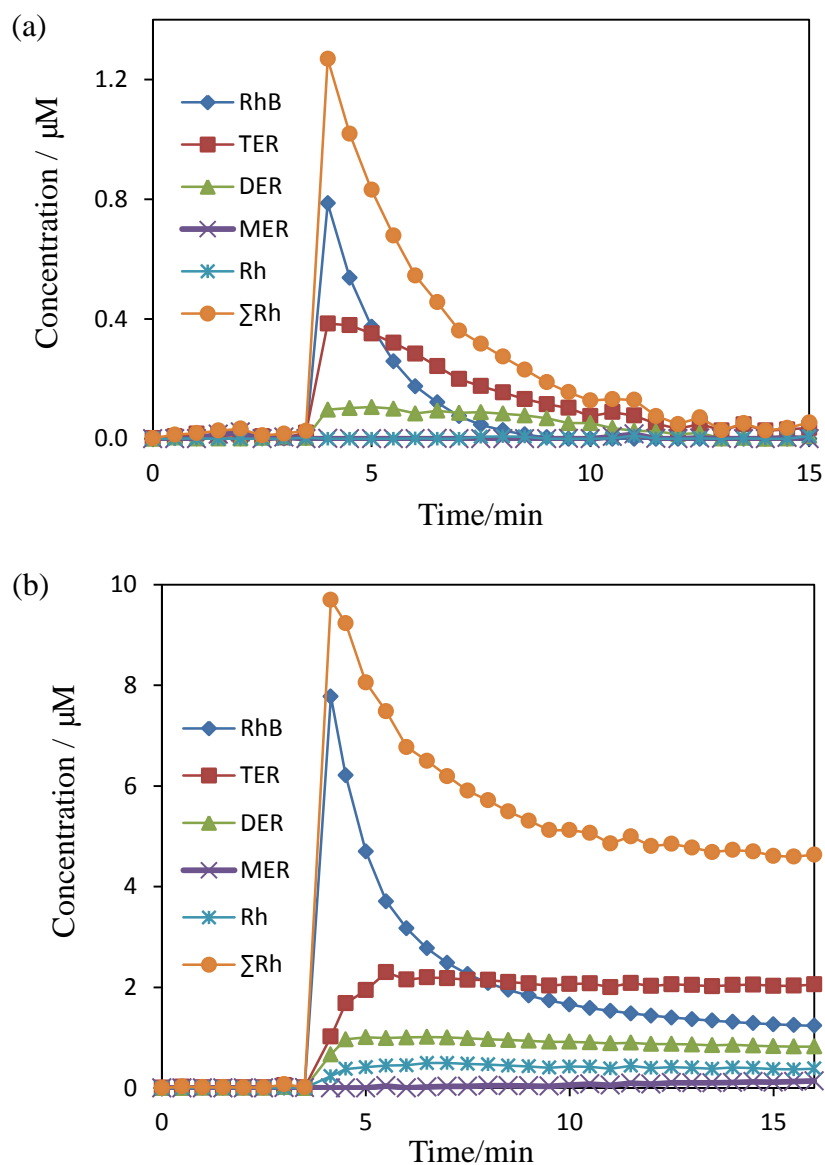 (a)
1.2
0.8
0.4
0.0
Concentration / μM
RhB
TER
DER
MER
Rh
∑Rh
0 5 10 15
Time/min
(b)
10
8
6
4
2
0
Concentration / μM
RhB
TER
DER
MER
Rh
∑Rh
0 5 10 15
Time/min